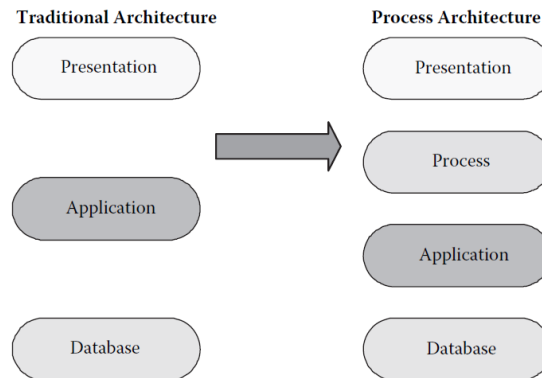 Traditional Architecture
Presentation
Application
Database
Process Architecture
Presentation
Process
Application
Database